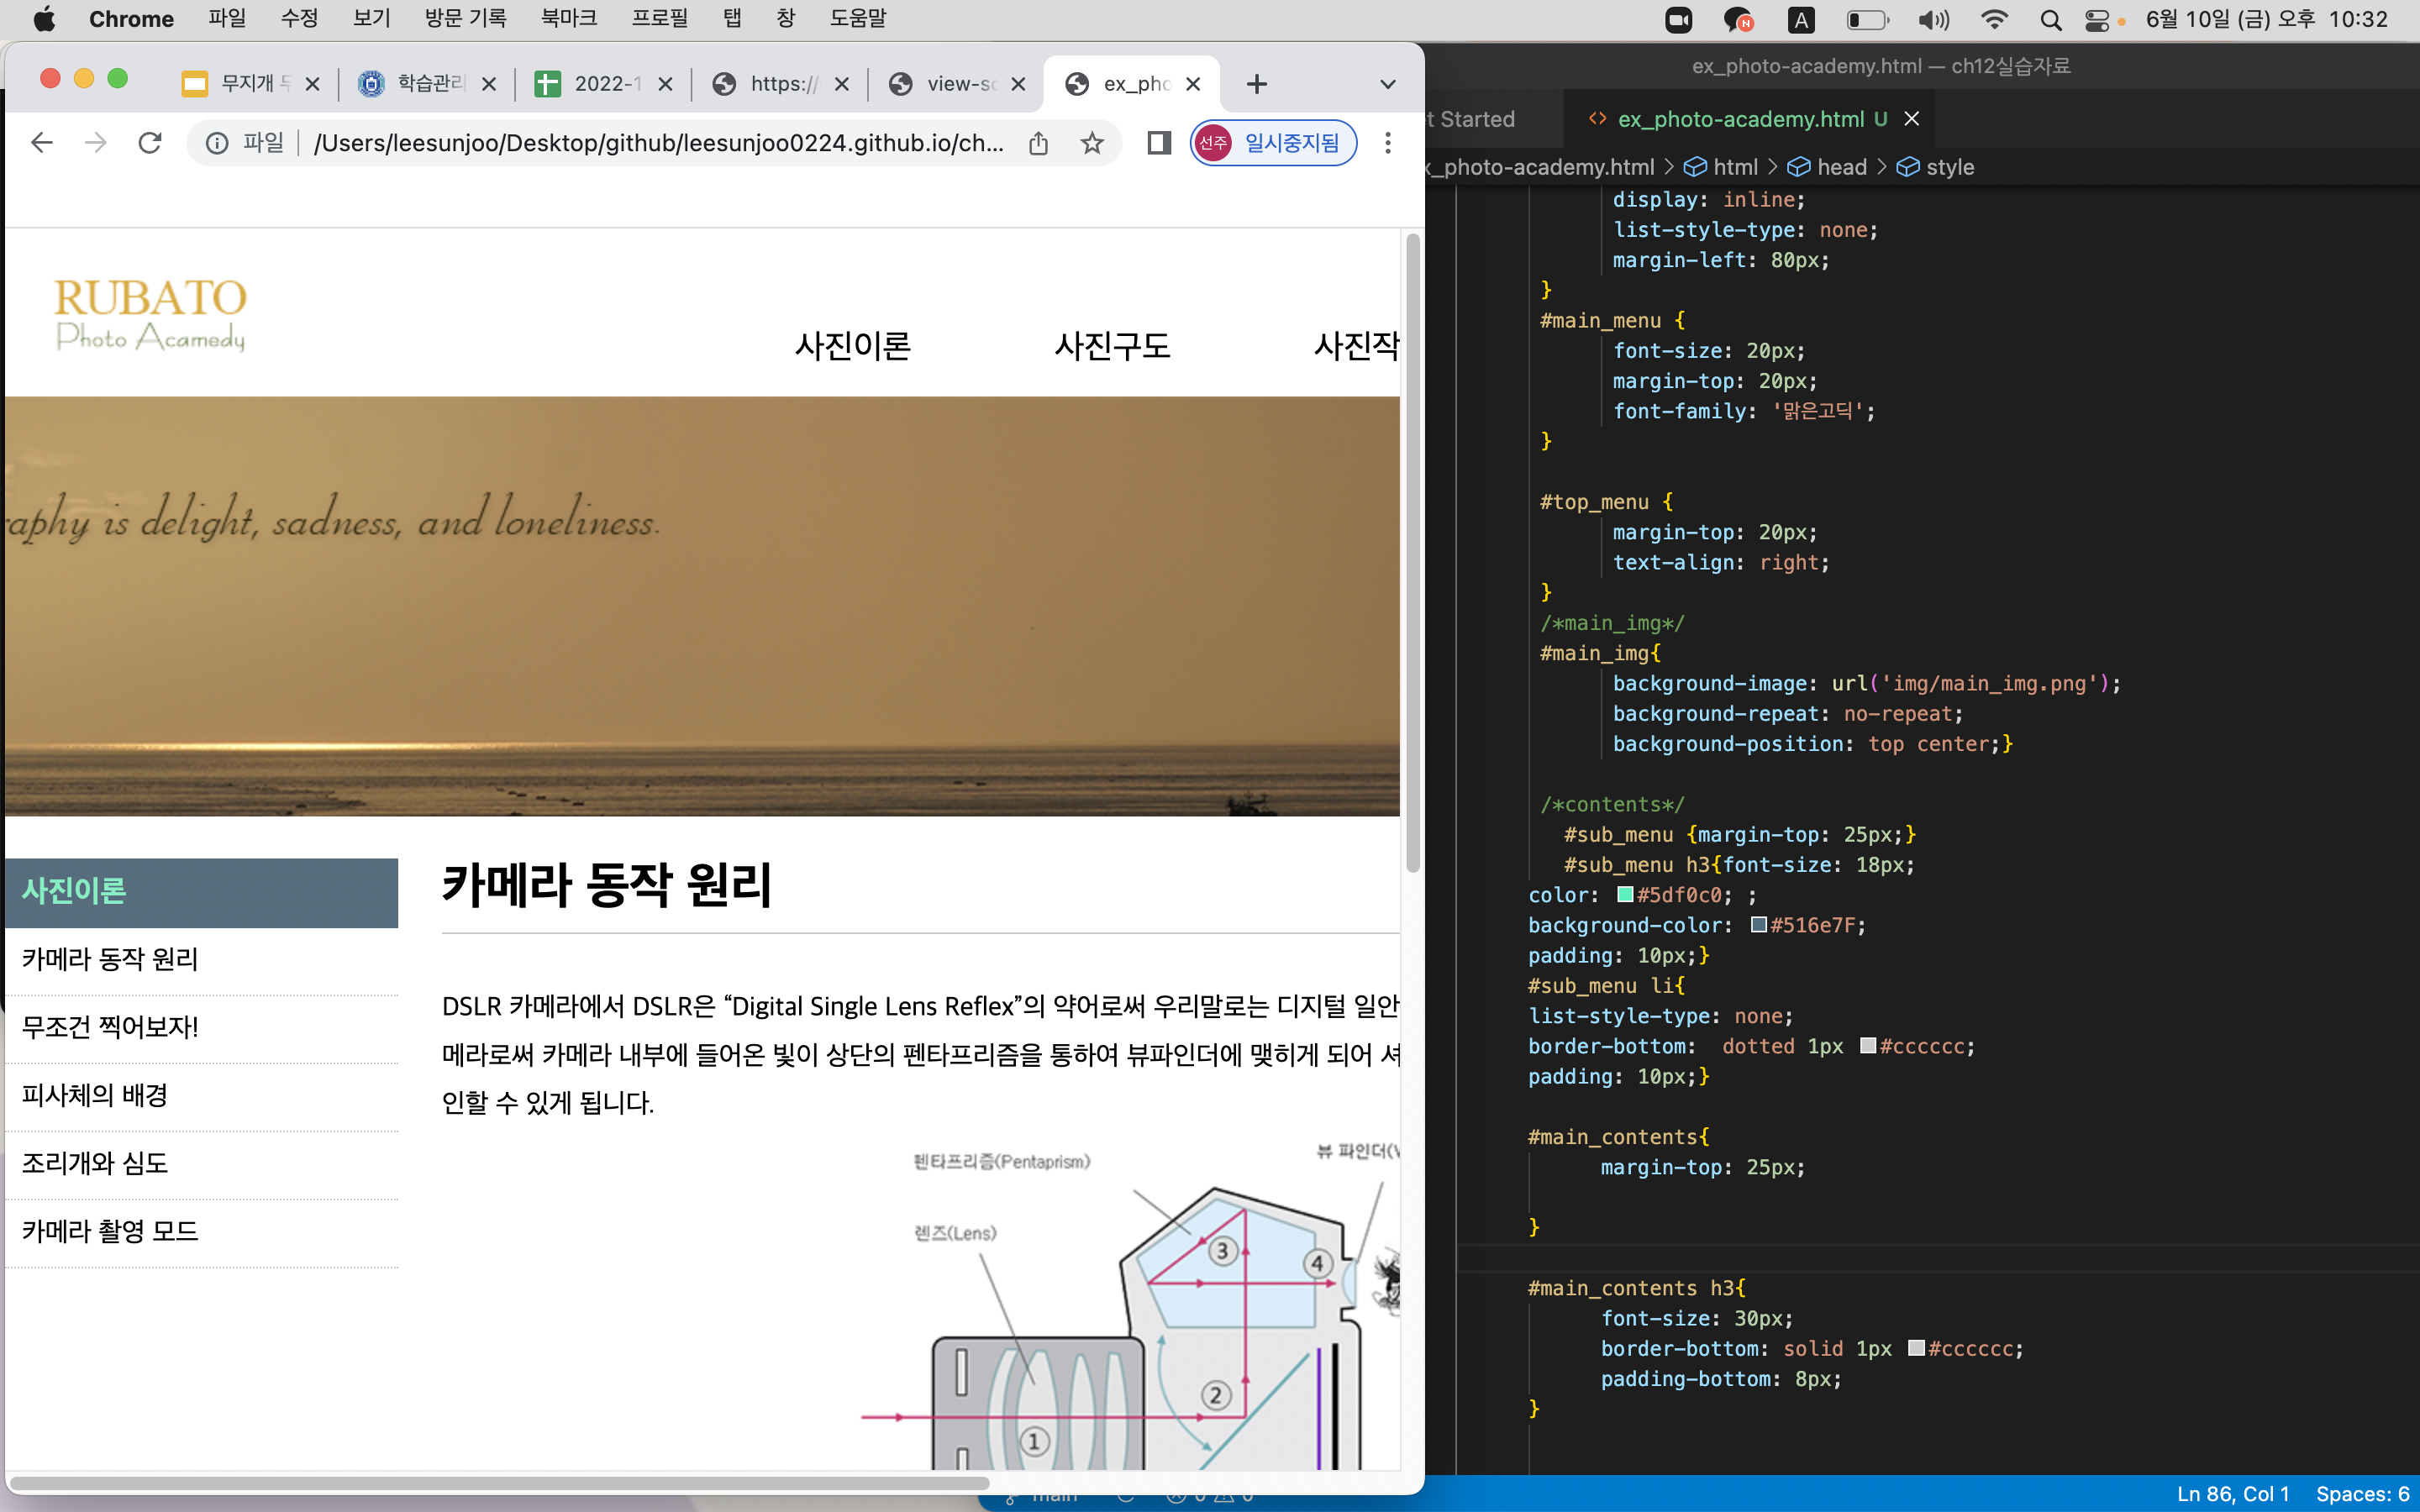 Chrome 파일 수정 보기 방문 기록 북마크 프로필 탭 창 도움말
A
6월 10일 (금) 오후 10:32
무지개
학습관리
2022-1
https://
view-so
ex_pho
파일 /Users/leesunjoo/Desktop/github/leesunjoo0224.github.io/ch...
선주 일시중지됨
RUBATO
Photo Acamedy
사진이론 사진구도 사진작
aphy is delight, sadness, and loneliness.
사진이론
카메라 동작 원리
무조건 찍어보자!
피사체의 배경
조리개와 심도
카메라 촬영 모드
카메라 동작 원리
DSLR 카메라에서 DSLR은 “Digital Single Lens Reflex”의 약어로써 우리말로는 디지털 일안
메라로써 카메라 내부에 들어온 빛이 상단의 펜타프리즘을 통하여 뷰파인더에 맺히게 되어 셔
인할 수 있게 됩니다.
펜타프리즘(Pentaprism)
뷰 파인더(V
렌즈(Lens)
③
④
②
①
ex_photo-academy.html — ch12실습자료
t Started
ex_photo-academy.html U
x_photo-academy.html > html > head > style
display: inline;
list-style-type: none;
margin-left: 80px;
}
#main_menu {
font-size: 20px;
margin-top: 20px;
font-family: '맑은고딕';
}
#top_menu {
margin-top: 20px;
text-align: right;
}
/*main_img*/
#main_img{
background-image: url('img/main_img.png');
background-repeat: no-repeat;
background-position: top center;}
/*contents*/
#sub_menu {margin-top: 25px;}
#sub_menu h3{font-size: 18px;
color: #5df0c0; ;
background-color: #516e7F;
padding: 10px;}
#sub_menu li{
list-style-type: none;
border-bottom: dotted 1px #cccccc;
padding: 10px;}
#main_contents{
margin-top: 25px;
}
#main_contents h3{
font-size: 30px;
border-bottom: solid 1px #cccccc;
padding-bottom: 8px;
}
main
Ln 86, Col 1 Spaces: 6